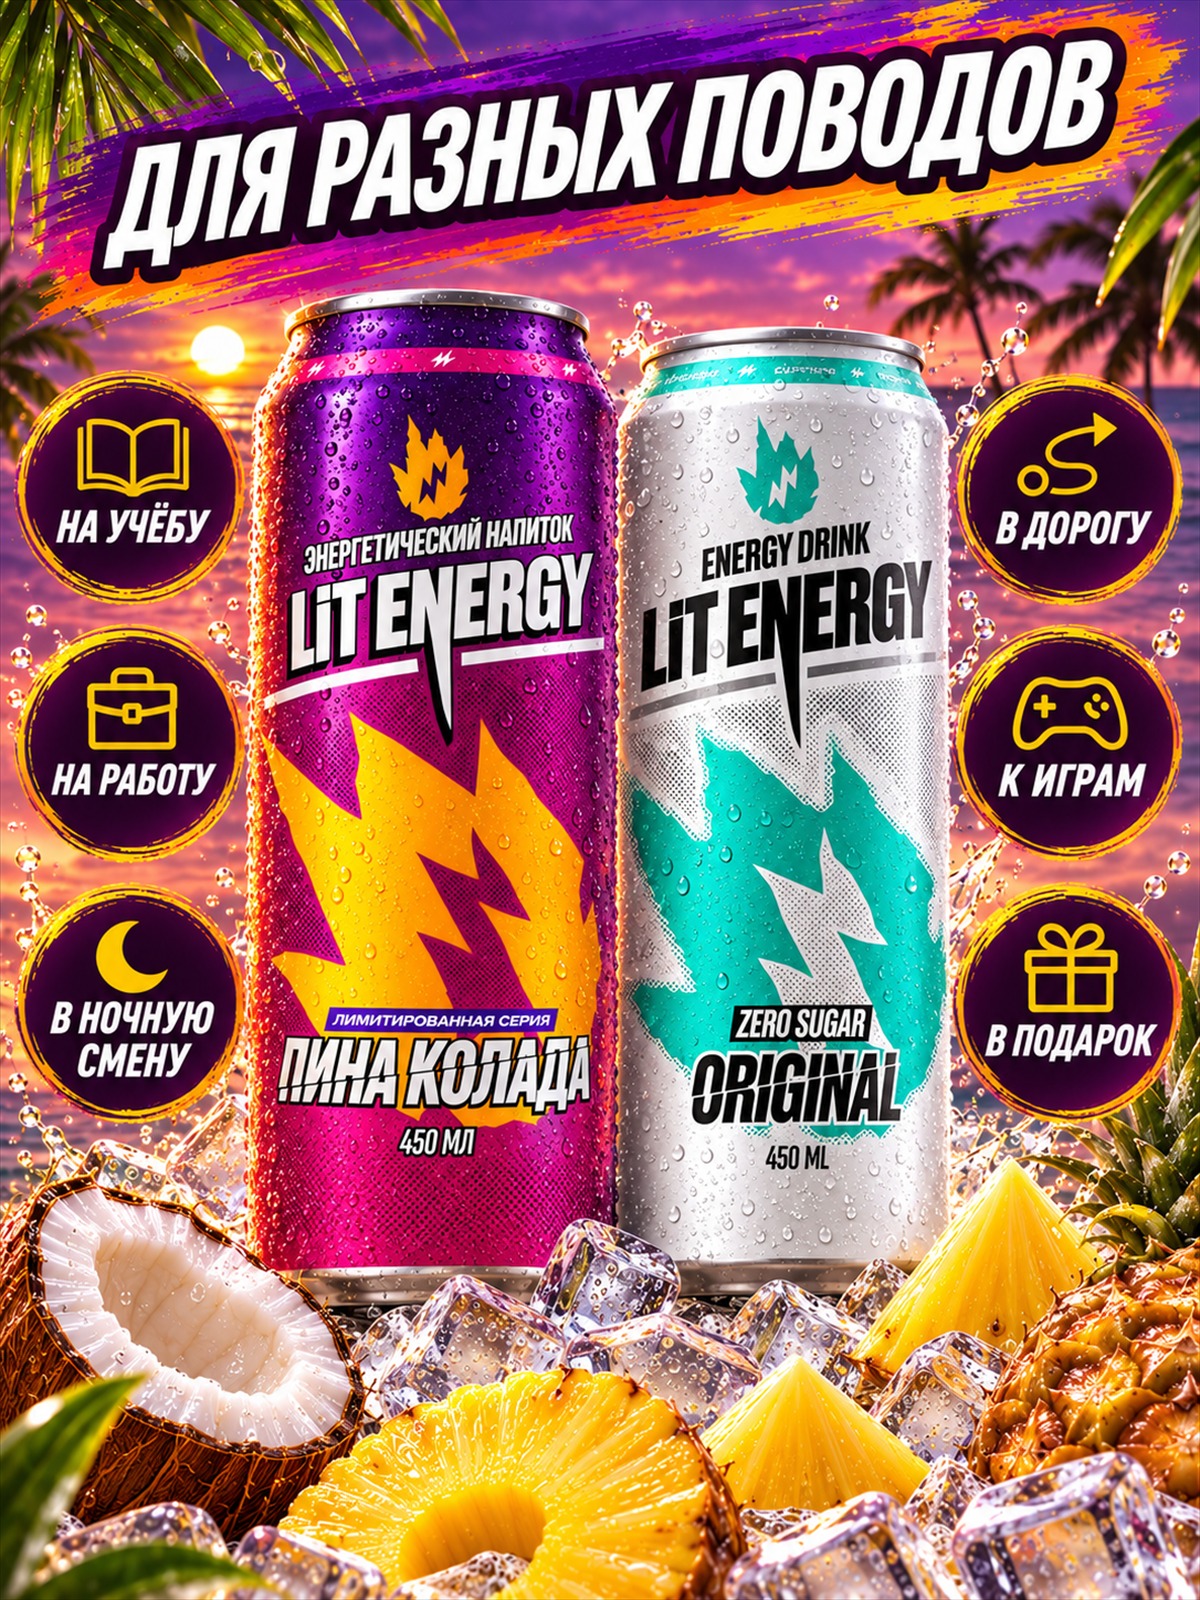 ДЛЯ РАЗНЫХ ПОВОДОВ
НА УЧЁБУ
НА РАБОТУ
В НОЧНУЮ
СМЕНУ
ЭНЕРГЕТИЧЕСКИЙ НАПИТОК
LiT ENERGY
ЛИМИТИРОВАННАЯ СЕРИЯ
ПИНА КОЛАДА
450 МЛ
ENERGY DRINK
LiT ENERGY
ZERO SUGAR
ORIGINAL
450 ML
В ДОРОГУ
К ИГРАМ
В ПОДАРОК